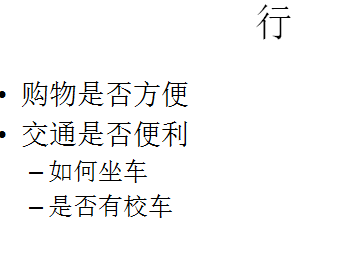 行
• 购物是否方便
• 交通是否便利
– 如何坐车
– 是否有校车